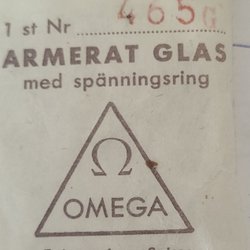 1 st Nr 465G
ARMERAT GLAS
med spänningsring
Ω
OMEGA